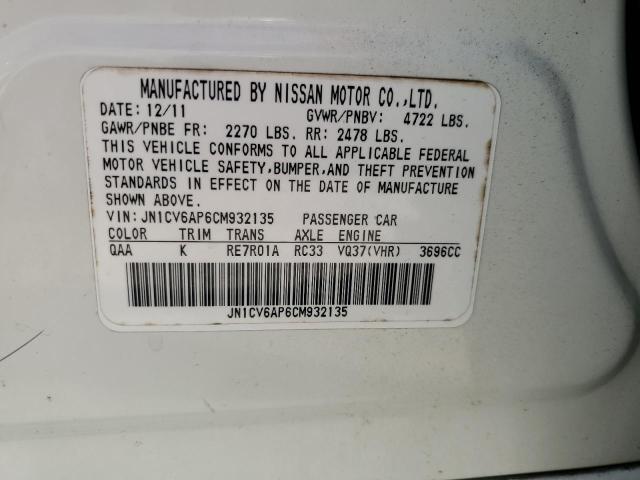 MANUFACTURED BY NISSAN MOTOR CO.,LTD.
DATE: 12/11 GVWR/PNBV: 4722 LBS.
GAWR/PNBE FR: 2270 LBS. RR: 2478 LBS.
THIS VEHICLE CONFORMS TO ALL APPLICABLE FEDERAL
MOTOR VEHICLE SAFETY,BUMPER,AND THEFT PREVENTION
STANDARDS IN EFFECT ON THE DATE OF MANUFACTURE
SHOWN ABOVE.
VIN: JN1CV6AP6CM932135 PASSENGER CAR
COLOR TRIM TRANS AXLE ENGINE
QAA K RE7R01A RC33 VQ37(VHR) 3696CC
JN1CV6AP6CM932135